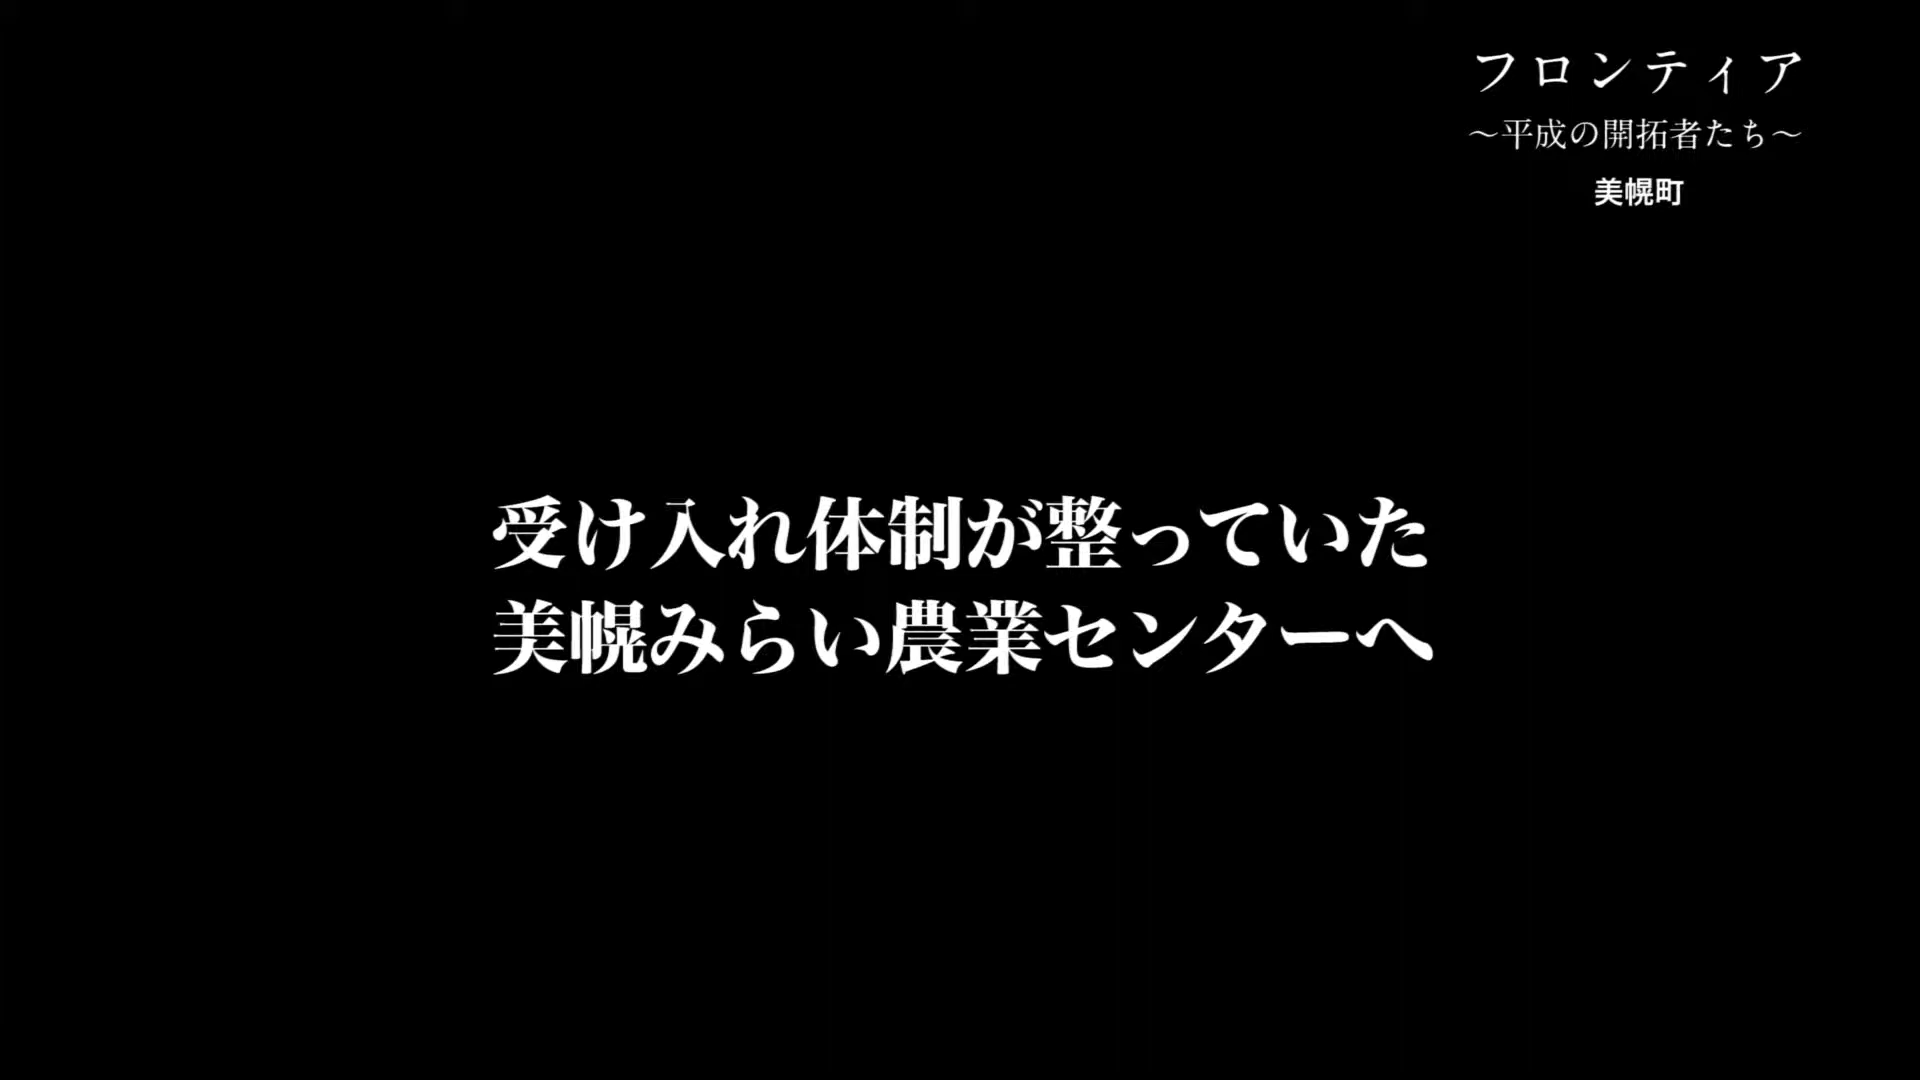 フロンティア
～平成の開拓者たち～
美幌町
受け入れ体制が整っていた
美幌みらい農業センターへ